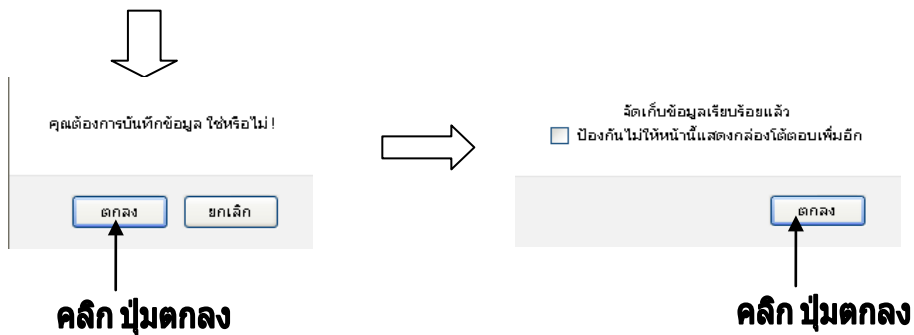 คุณต้องการบันทึกข้อมูล ใช่หรือไม่ !
ตกลง
ยกเลิก
คลิก ปุ่มตกลง
จัดเก็บข้อมูลเรียบร้อยแล้ว
ป้องกันไม่ให้หน้านี้แสดงกล่องโต้ตอบเพิ่มอีก
ตกลง
คลิก ปุ่มตกลง